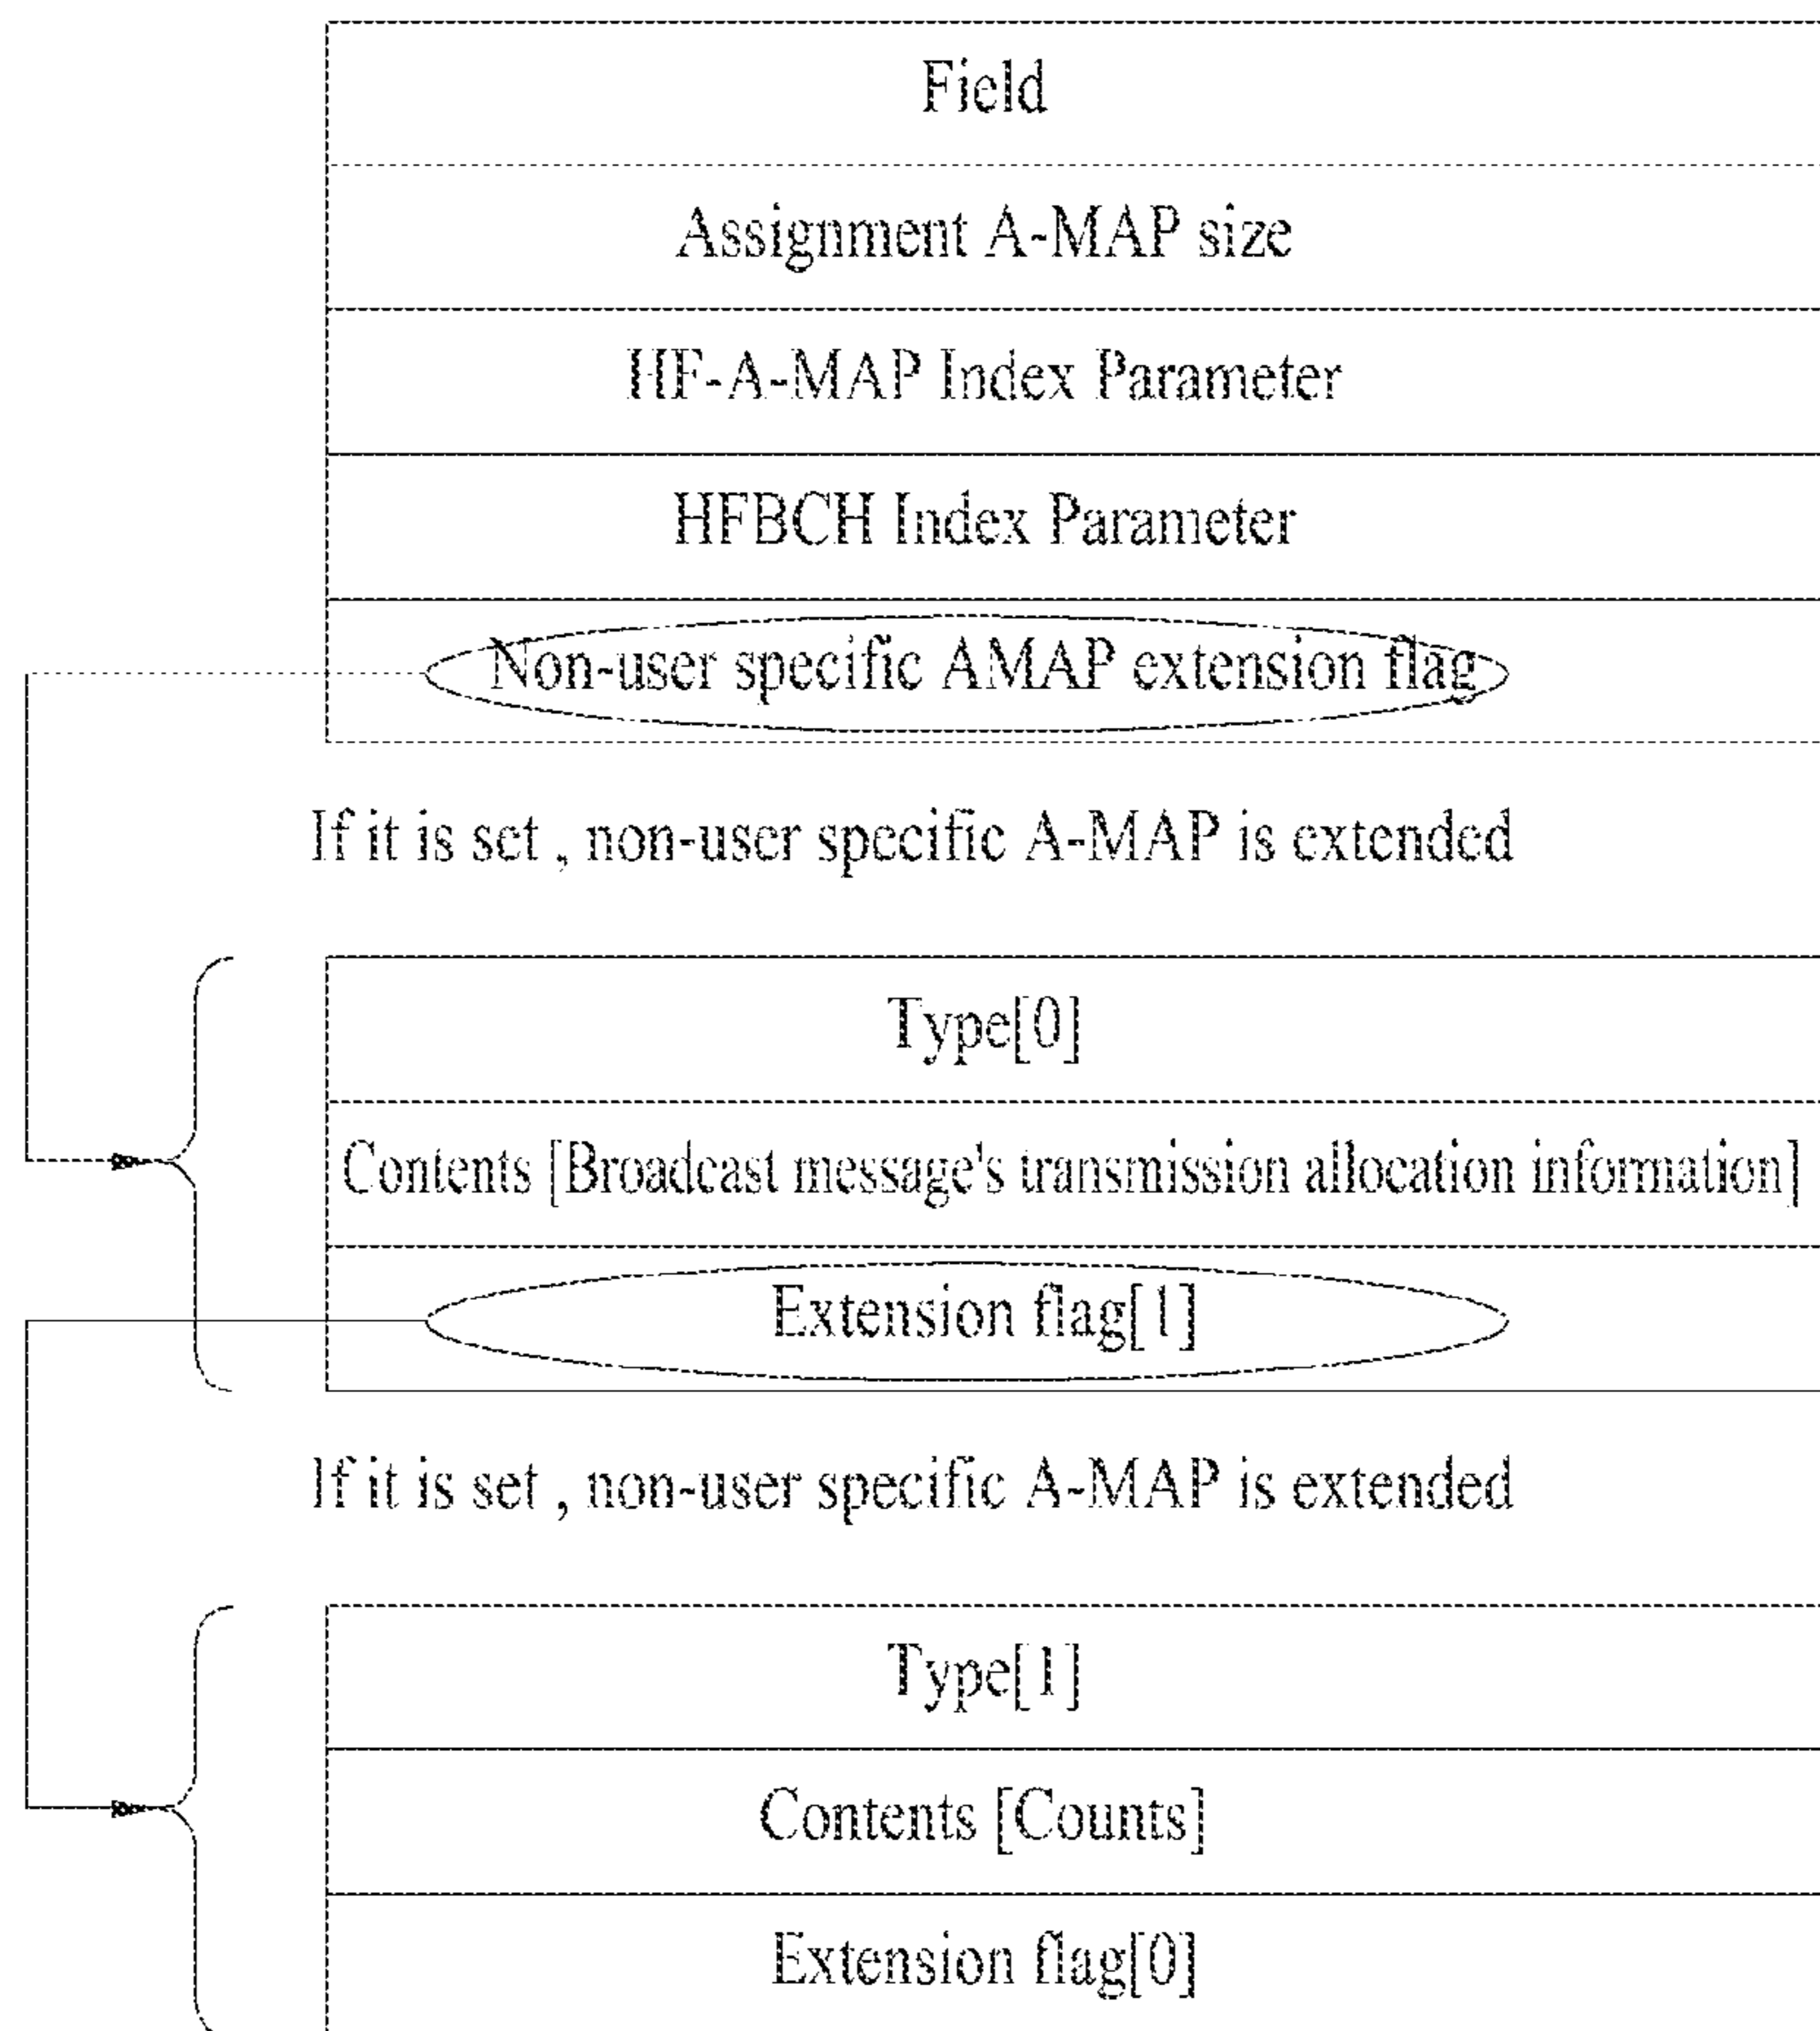 Field
Assignment A-MAP size
HF-A-MAP Index Parameter
HFBCH Index Parameter
Non-user specific AMAP extension flag
If it is set , non-user specific A-MAP is extended
Type[0]
Contents [Broadcast message's transmission allocation information]
Extension flag[1]
If it is set , non-user specific A-MAP is extended
Type[1]
Contents [Counts]
Extension flag[0]